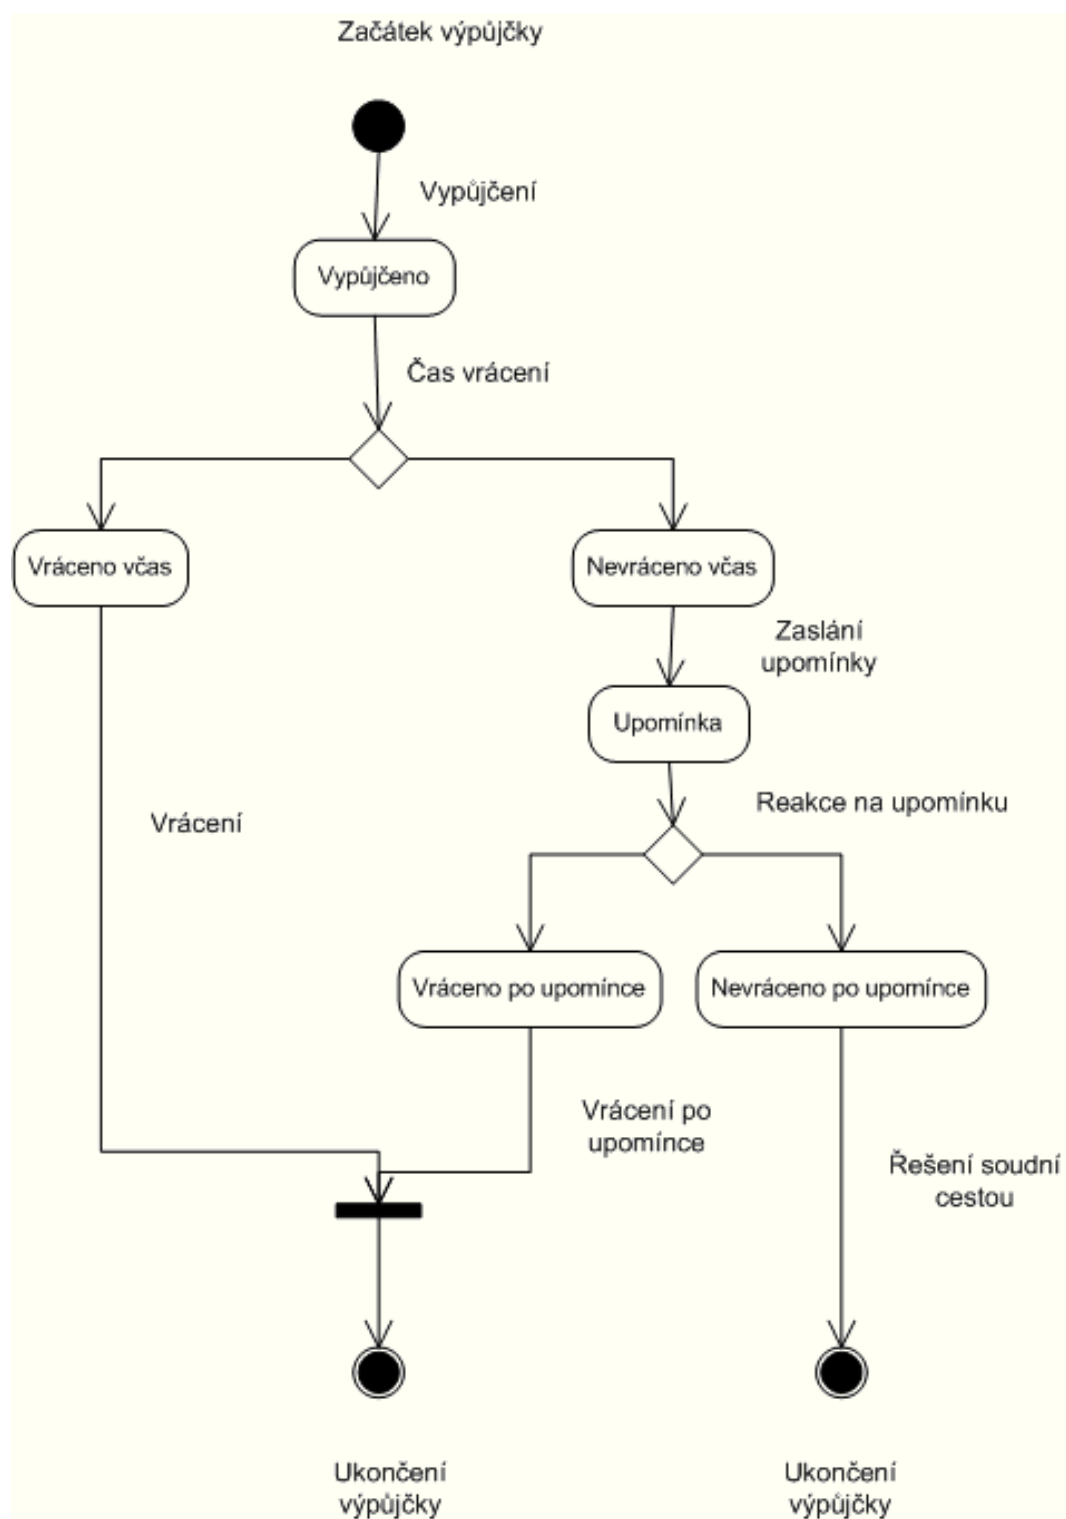 Začátek výpůjčky
Vypůjčení
Vypůjčeno
Čas vrácení
Vráceno včas
Nevráceno včas
Zaslání
upomínky
Upomínka
Reakce na upomínku
Vrácení
Vráceno po upomínce
Nevráceno po upomínce
Vrácení po
upomínce
Řešení soudní
cestou
Ukončení
výpůjčky
Ukončení
výpůjčky